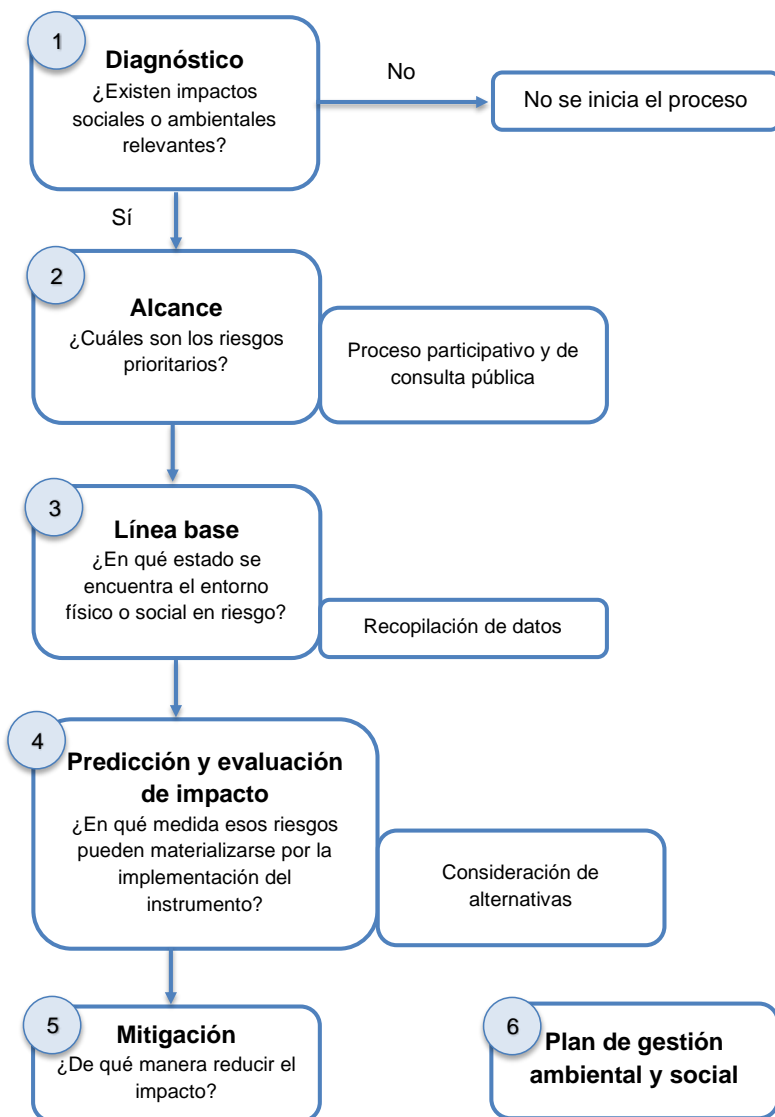 1
Diagnóstico
¿Existen impactos
sociales o ambientales
relevantes?
No
No se inicia el proceso
Sí
2
Alcance
¿Cuáles son los riesgos
prioritarios?
Proceso participativo y de
consulta pública
3
Línea base
¿En qué estado se
encuentra el entorno
físico o social en riesgo?
Recopilación de datos
4
Predicción y evaluación
de impacto
¿En qué medida esos riesgos
pueden materializarse por la
implementación del
instrumento?
Consideración de
alternativas
5
Mitigación
¿De qué manera reducir el
impacto?
6
Plan de gestión
ambiental y social